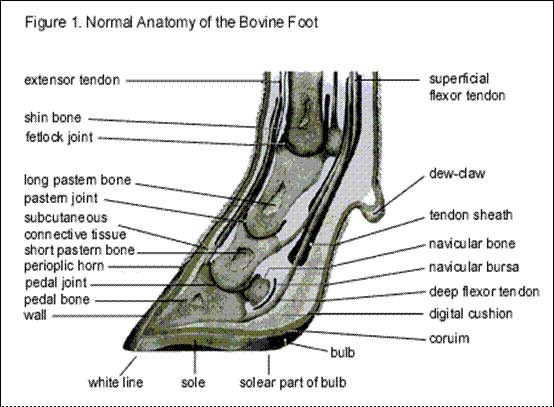 Figure 1. Normal Anatomy of the Bovine Foot
extensor tendon
shin bone
fetlock joint
long pastern bone
pastern joint
subcutaneous
connective tissue
short pastern bone
perioplic horn
pedal joint
pedal bone
wall
white line
sole
solear part of bulb
bulb
superficial
flexor tendon
dew-claw
tendon sheath
navicular bone
navicular bursa
deep flexor tendon
digital cushion
coruim